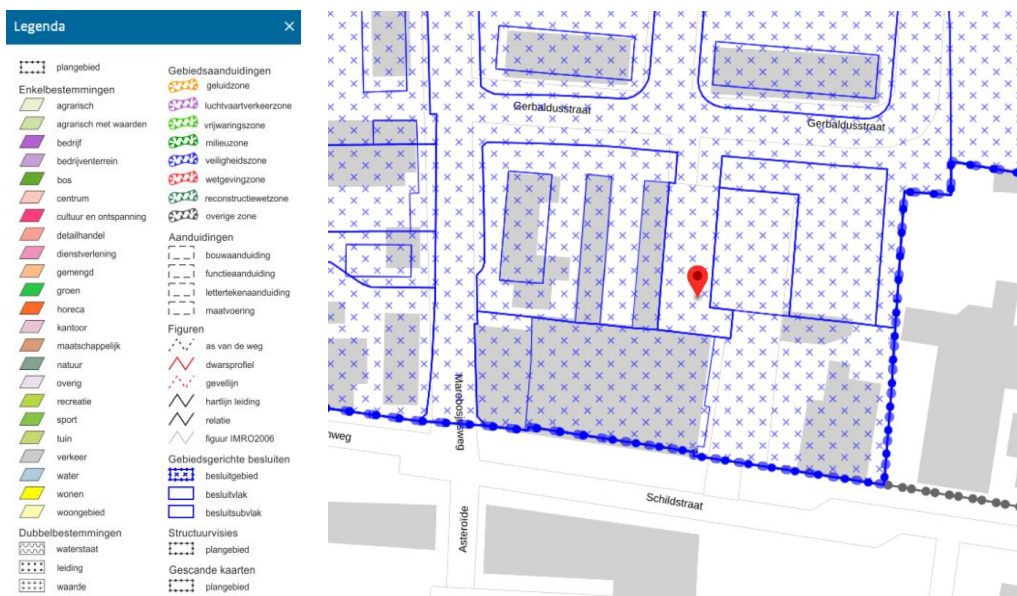 Legenda
plangebied
Enkelbestemmingen
agrarisch
agrarisch met waarden
bedrijf
bedrijventerrein
bos
centrum
cultuur en ontspanning
detailhandel
dienstverlening
gemengd
groen
horeca
kantoor
maatschappelijk
natuur
overig
recreatie
sport
tuin
verkeer
water
wonen
woongebied
Dubbelbestemmingen
waterstaat
leiding
waarde
Gebiedsaanduidingen
geluidzone
luchtvaartverkeerzone
vrijwaringszone
milieuzone
veiligheidszone
wetgevingzone
reconstructiewetzone
overige zone
Aanduidingen
bouwaanduiding
functieaanduiding
lettertekenaanduiding
maatvoering
Figuren
as van de weg
dwarsprofiel
gevellijn
hartlijn leiding
relatie
figuur IMRO2006
Gebiedsgerichte besluiten
besluitgebied
besluitvlak
besluitsubvlak
Structuurvisies
plangebied
Gescande kaarten
plangebied
Gerbaldusstraat
Gerbaldusstraat
Marebosjesweg
nweg
Schildstraat
Asteroïde